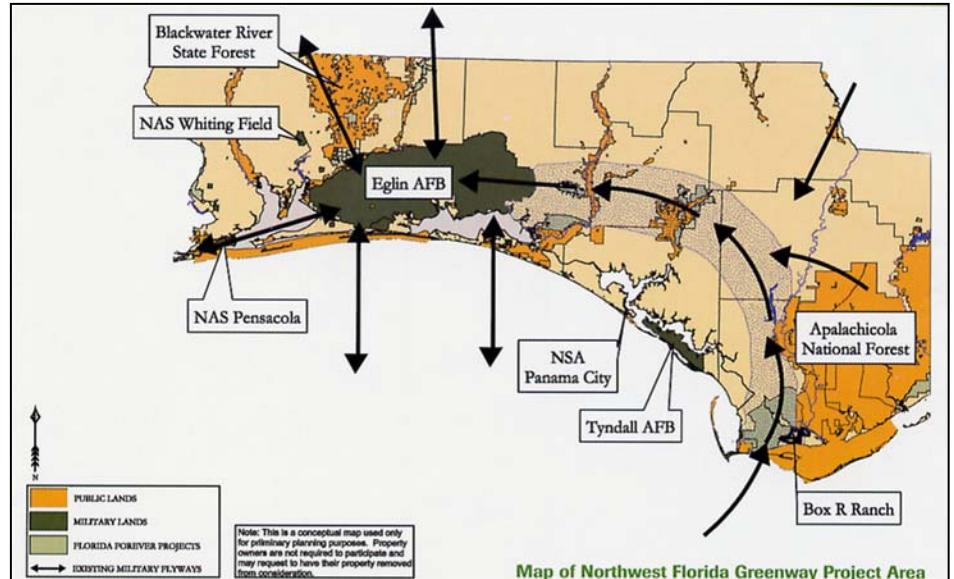 Blackwater River
State Forest
NAS Whiting Field
Eglin AFB
NAS Pensacola
NSA
Panama City
Tyndall AFB
Apalachicola
National Forest
Box R Ranch
N
PUBLIC LANDS
MILITARY LANDS
FLORIDA FOREVER PROJECTS
EXISTING MILITARY FLYWAYS
Note: This is a conceptual map used only
for priliminary planning purposes. Property
owners are not required to participate and
may request to have their property removed
from consideration.
Map of Northwest Florida Greenway Project Area